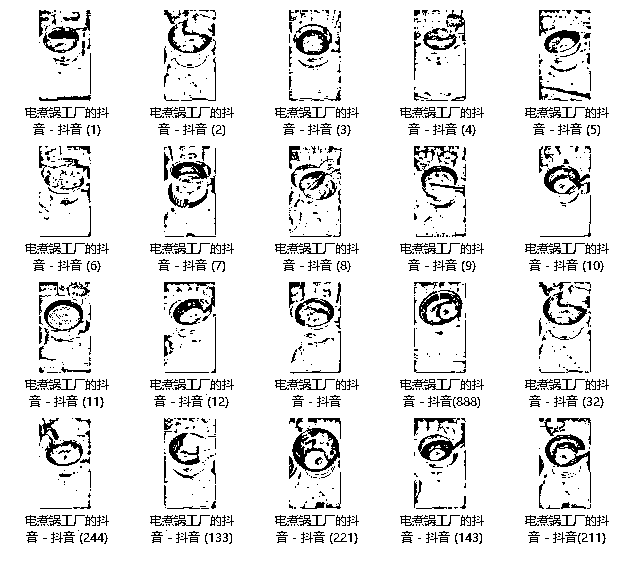 电煮锅工厂的抖 电煮锅工厂的抖 电煮锅工厂的抖 电煮锅工厂的抖 电煮锅工厂的抖
音 - 抖音 (1) 音 - 抖音 (2) 音 - 抖音 (3) 音 - 抖音 (4) 音 - 抖音 (5)
电煮锅工厂的抖 电煮锅工厂的抖 电煮锅工厂的抖 电煮锅工厂的抖 电煮锅工厂的抖
音 - 抖音 (6) 音 - 抖音 (7) 音 - 抖音 (8) 音 - 抖音 (9) 音 - 抖音 (10)
电煮锅工厂的抖 电煮锅工厂的抖 电煮锅工厂的抖 电煮锅工厂的抖 电煮锅工厂的抖
音 - 抖音 (11) 音 - 抖音 (12) 音 - 抖音 音 - 抖音(888) 音 - 抖音 (32)
电煮锅工厂的抖 电煮锅工厂的抖 电煮锅工厂的抖 电煮锅工厂的抖 电煮锅工厂的抖
音 - 抖音 (244) 音 - 抖音 (133) 音 - 抖音 (221) 音 - 抖音 (143) 音 - 抖音(211)